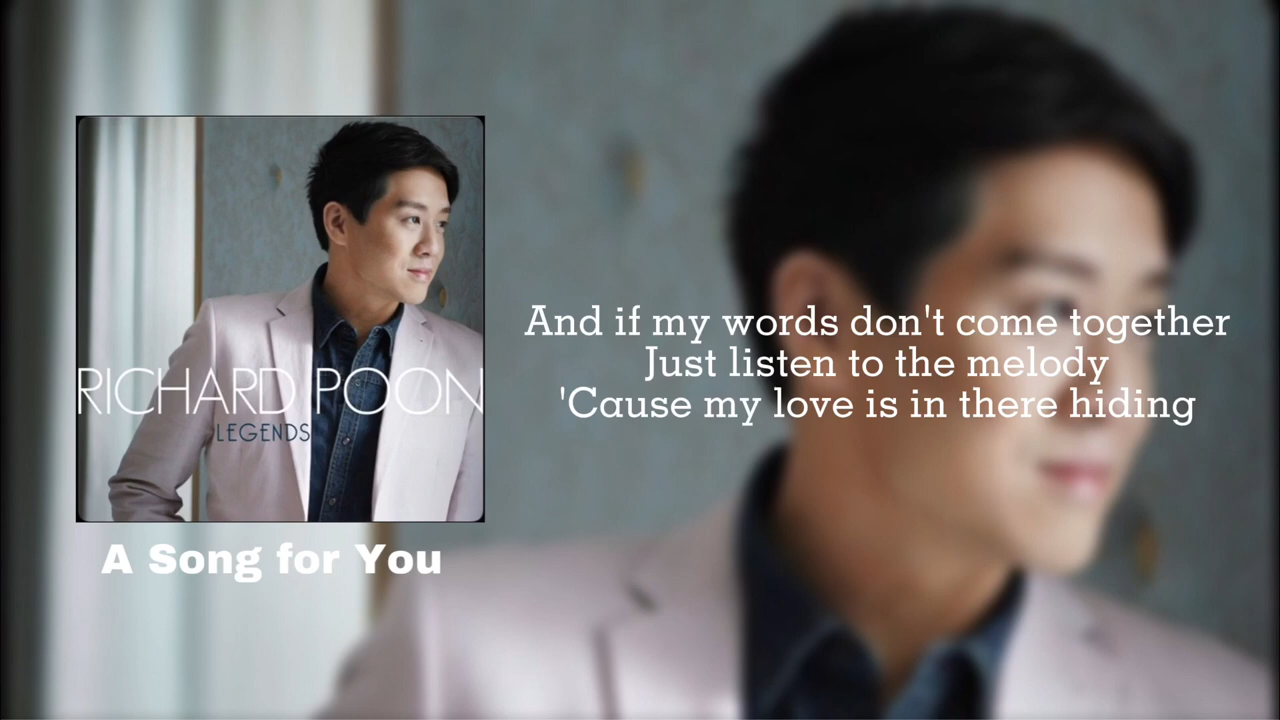 RICHARD POON
LEGENDS
A Song for You
And if my words don't come together
Just listen to the melody
'Cause my love is in there hiding